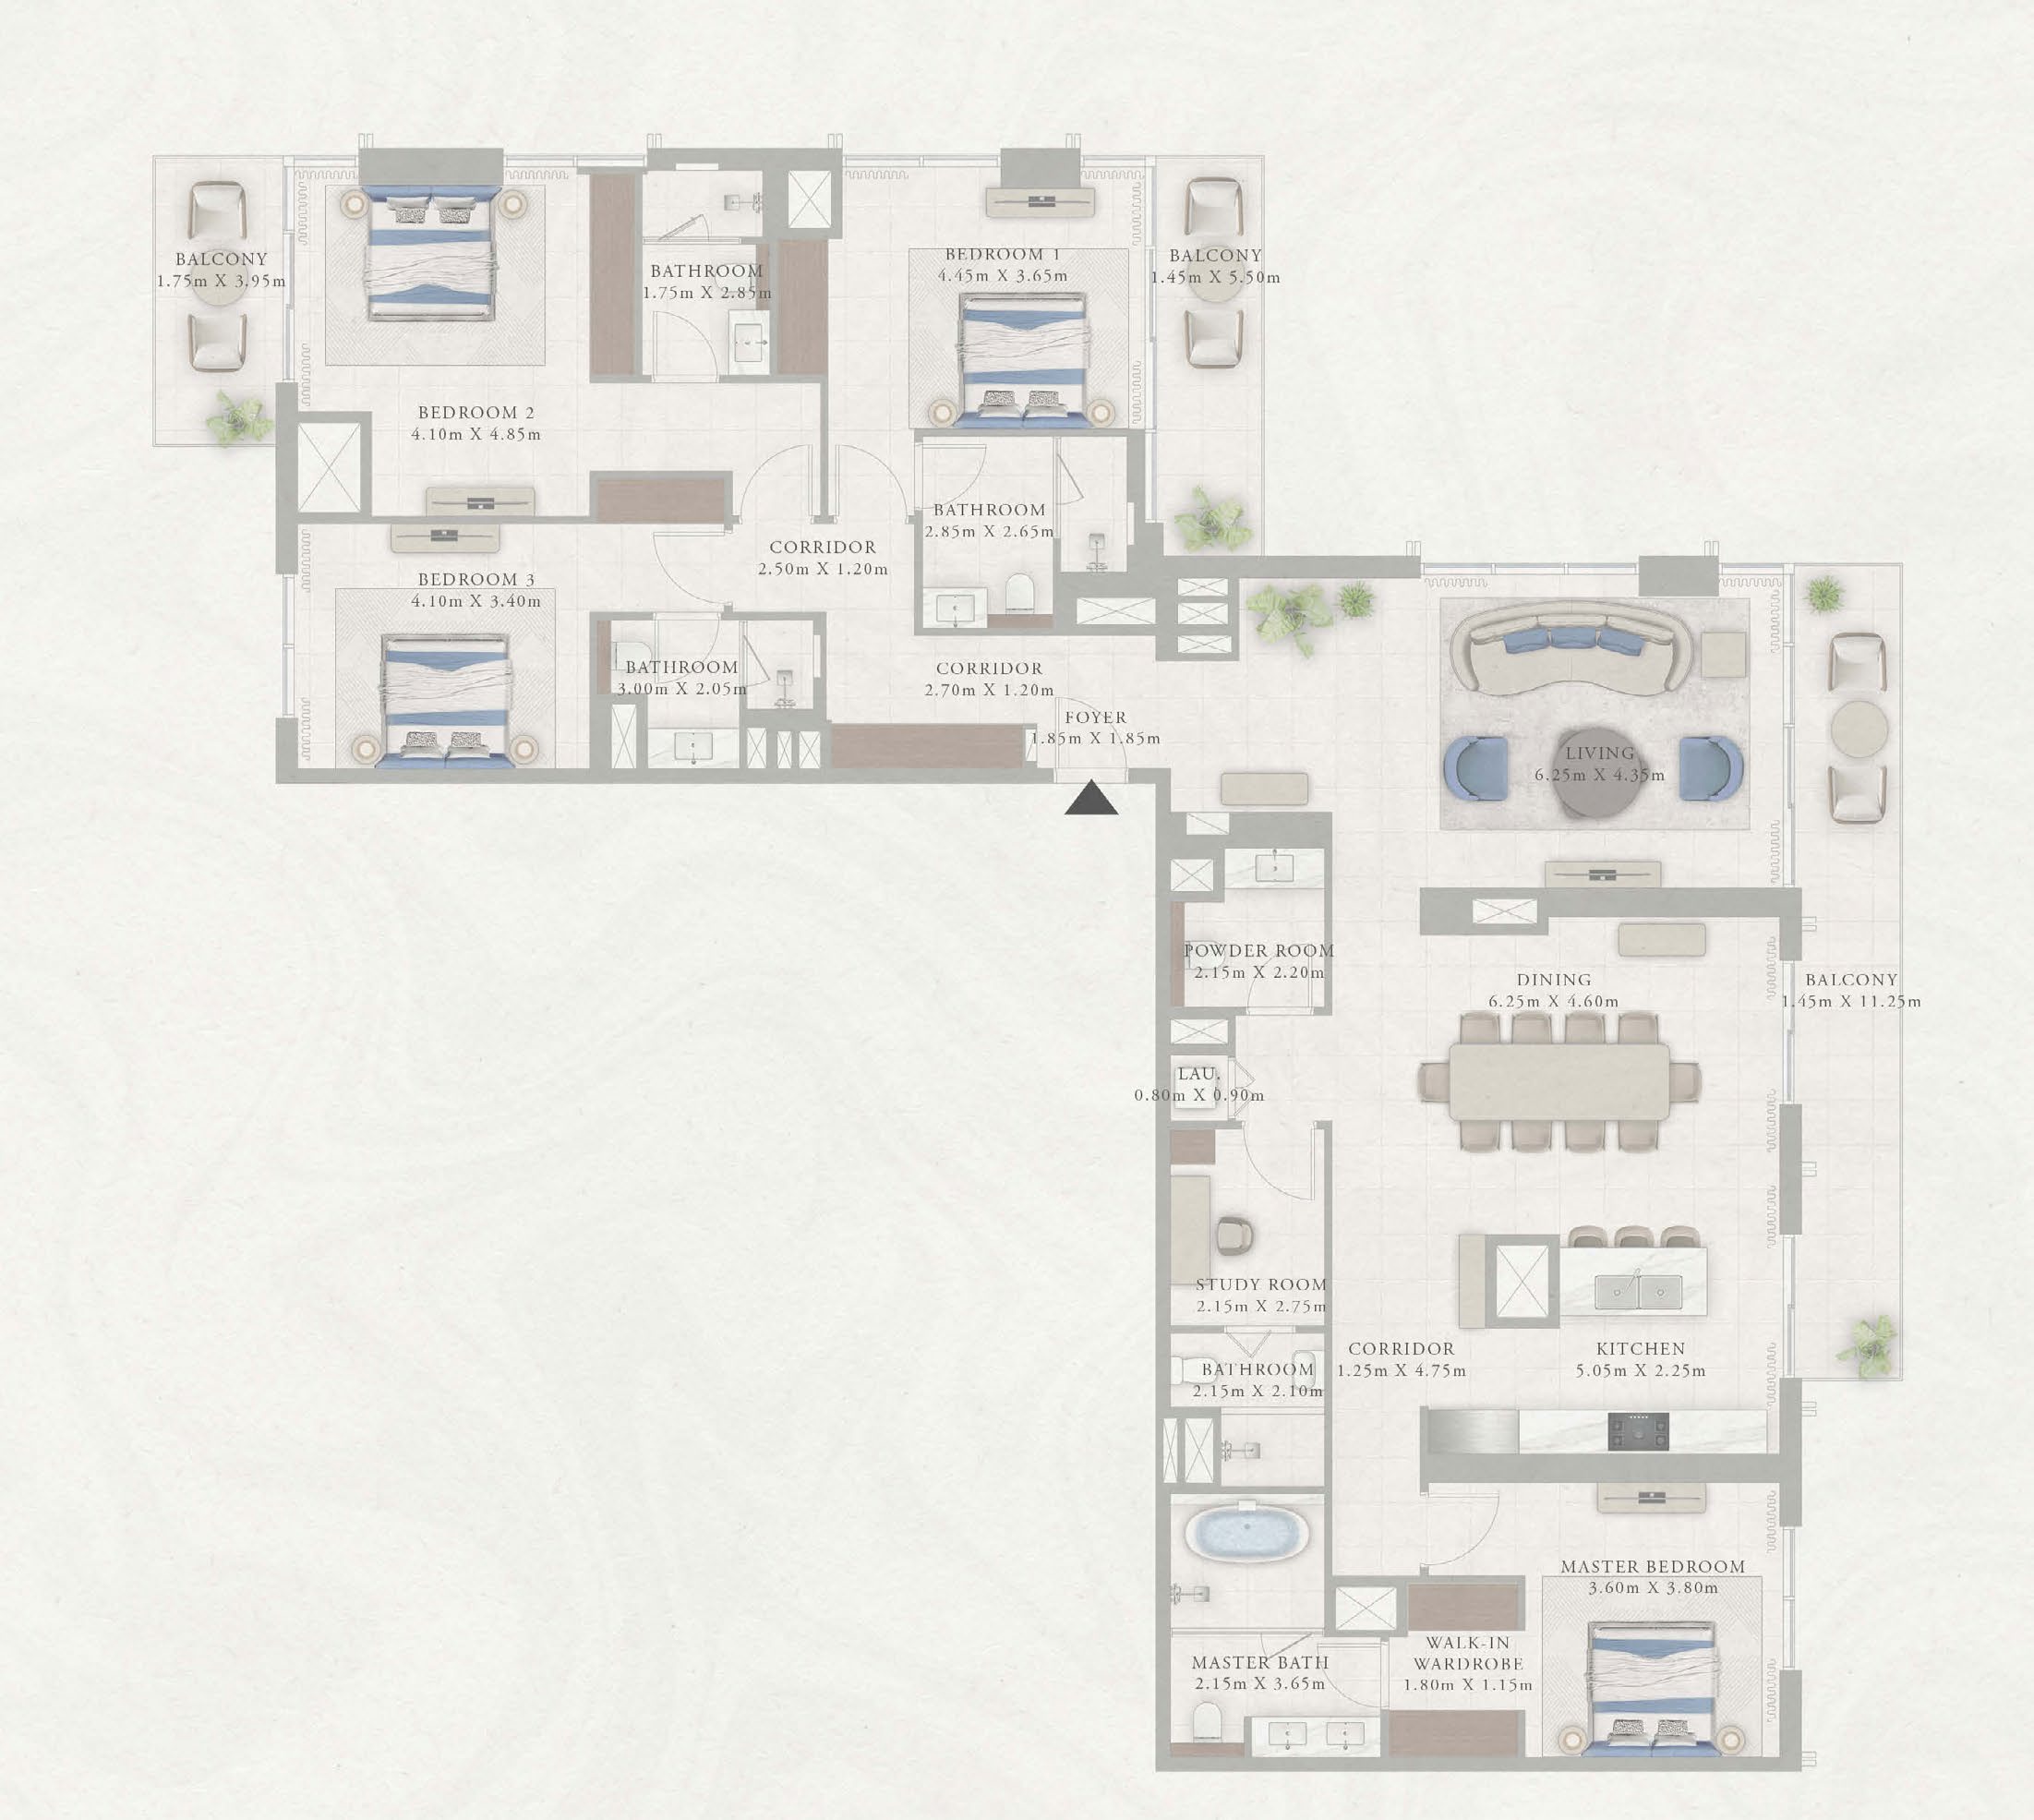 BALCONY
1.75m X 3.95m
BATHROOM
1.75m X 2.85m
BEDROOM 1
4.45m X 3.65m
BALCONY
1.45m X 5.50m
BEDROOM 2
4.10m X 4.85m
BATHROOM
2.85m X 2.65m
CORRIDOR
2.50m X 1.20m
BEDROOM 3
4.10m X 3.40m
BATHROOM
3.00m X 2.05m
CORRIDOR
2.70m X 1.20m
FOYER
1.85m X 1.85m
LIVING
6.25m X 4.35m
POWDER ROOM
2.15m X 2.20m
DINING
6.25m X 4.60m
BALCONY
1.45m X 11.25m
LAU.
0.80m X 0.90m
STUDY ROOM
2.15m X 2.75m
BATHROOM
2.15m X 2.10m
CORRIDOR
1.25m X 4.75m
KITCHEN
5.05m X 2.25m
MASTER BEDROOM
3.60m X 3.80m
MASTER BATH
2.15m X 3.65m
WALK-IN
WARDROBE
1.80m X 1.15m